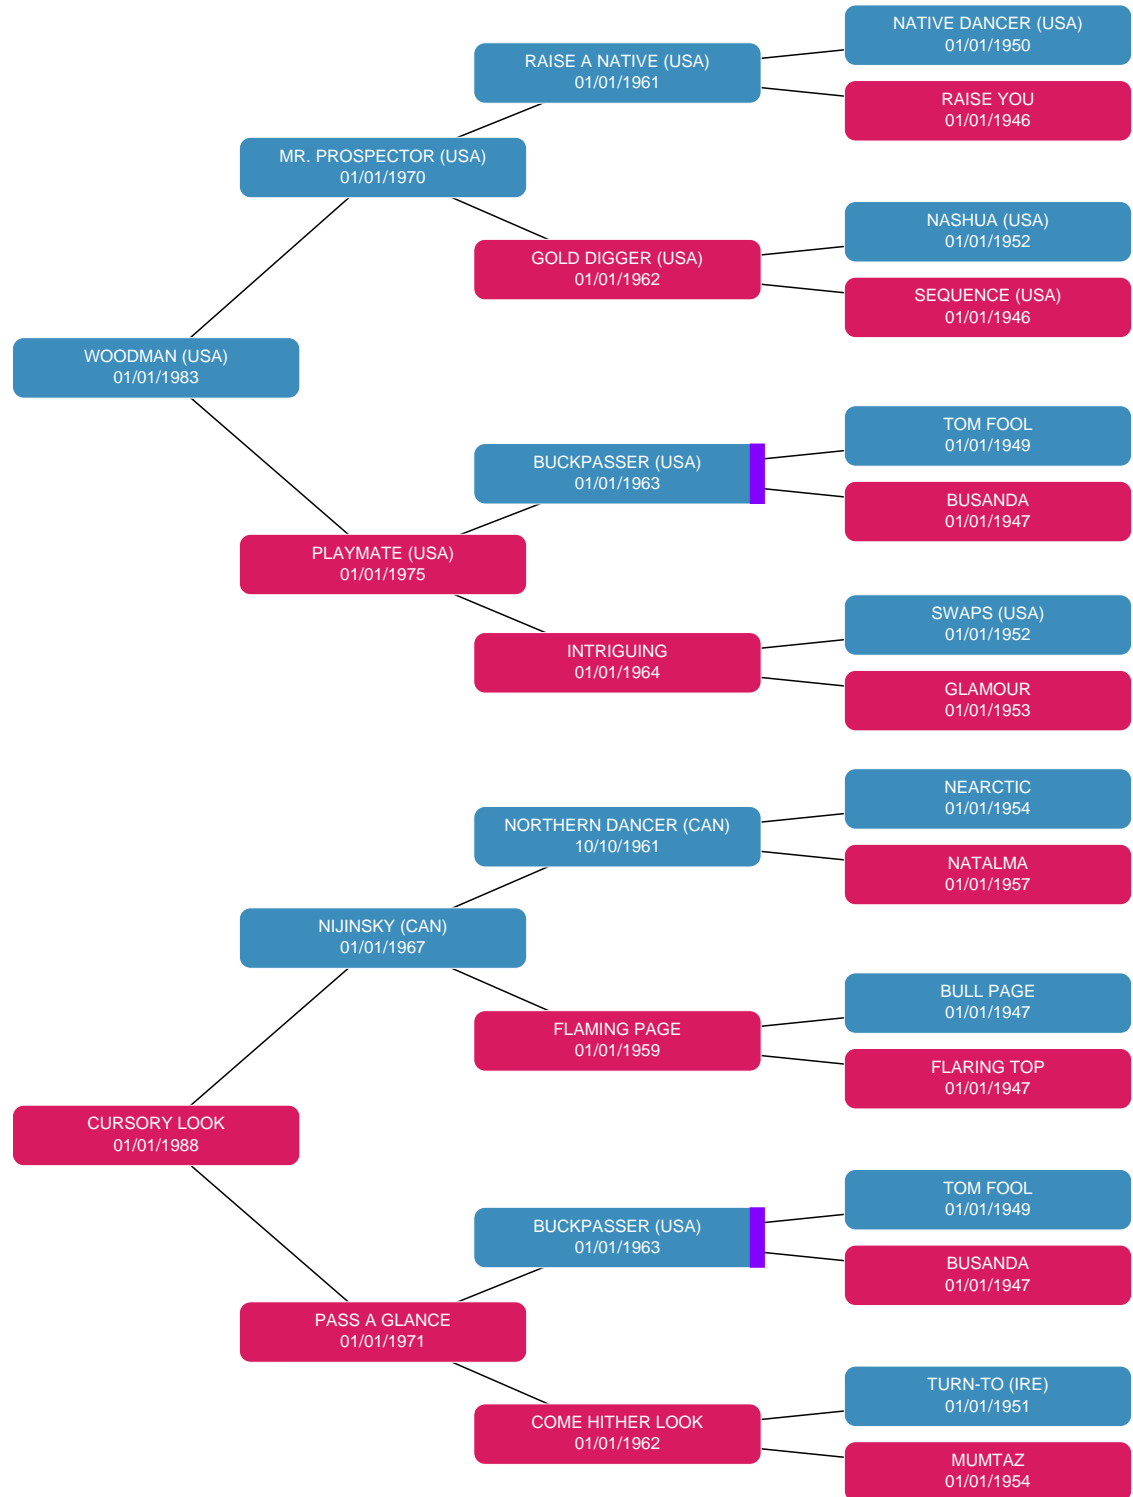 NATIVE DANCER (USA)
01/01/1950
RAISE A NATIVE (USA)
01/01/1961
RAISE YOU
01/01/1946
MR. PROSPECTOR (USA)
01/01/1970
NASHUA (USA)
01/01/1952
GOLD DIGGER (USA)
01/01/1962
SEQUENCE (USA)
01/01/1946
WOODMAN (USA)
01/01/1983
TOM FOOL
01/01/1949
BUCKPASSER (USA)
01/01/1963
BUSANDA
01/01/1947
PLAYMATE (USA)
01/01/1975
SWAPS (USA)
01/01/1952
INTRIGUING
01/01/1964
GLAMOUR
01/01/1953
NEARCTIC
01/01/1954
NORTHERN DANCER (CAN)
10/10/1961
NATALMA
01/01/1957
NIJINSKY (CAN)
01/01/1967
BULL PAGE
01/01/1947
FLAMING PAGE
01/01/1959
FLARING TOP
01/01/1947
CURSORY LOOK
01/01/1988
TOM FOOL
01/01/1949
BUCKPASSER (USA)
01/01/1963
BUSANDA
01/01/1947
PASS A GLANCE
01/01/1971
TURN-TO (IRE)
01/01/1951
COME HITHER LOOK
01/01/1962
MUMTAZ
01/01/1954